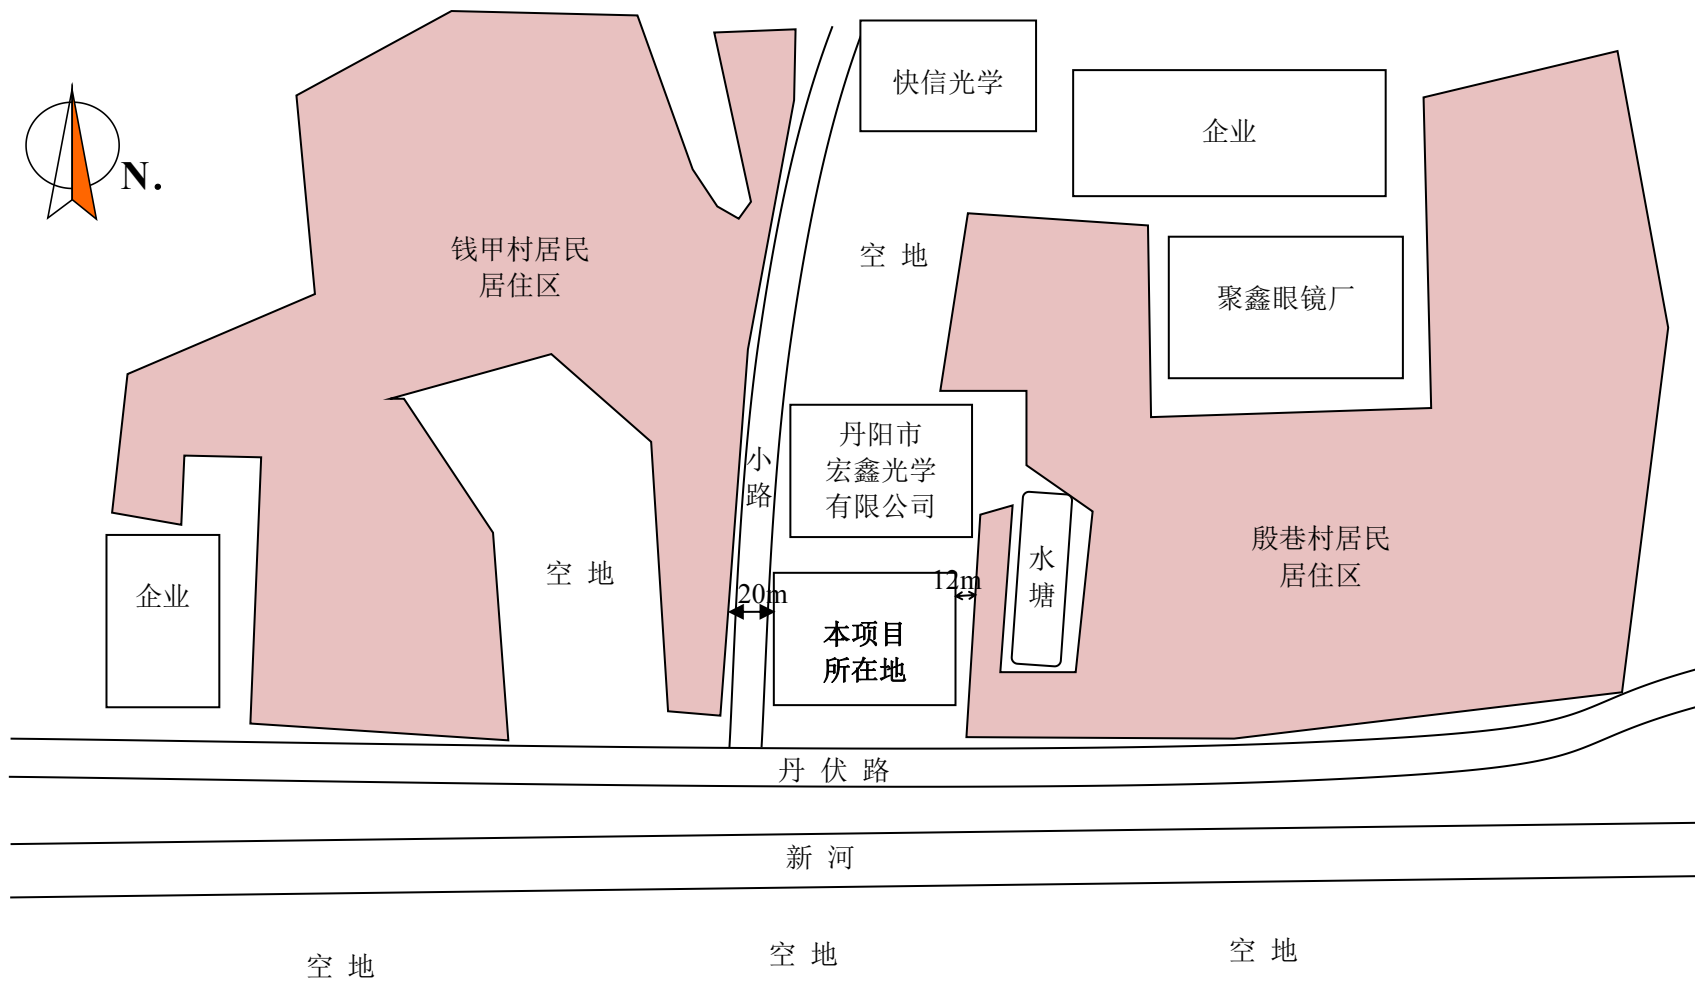 快信光学
企业
N.
钱甲村居民
居住区
空 地
聚鑫眼镜厂
丹阳市
宏鑫光学
有限公司
小
路
殷巷村居民
居住区
水
塘
空 地
企业
20m
12m
本项目
所在地
丹 伏 路
新 河
空 地
空 地
空 地